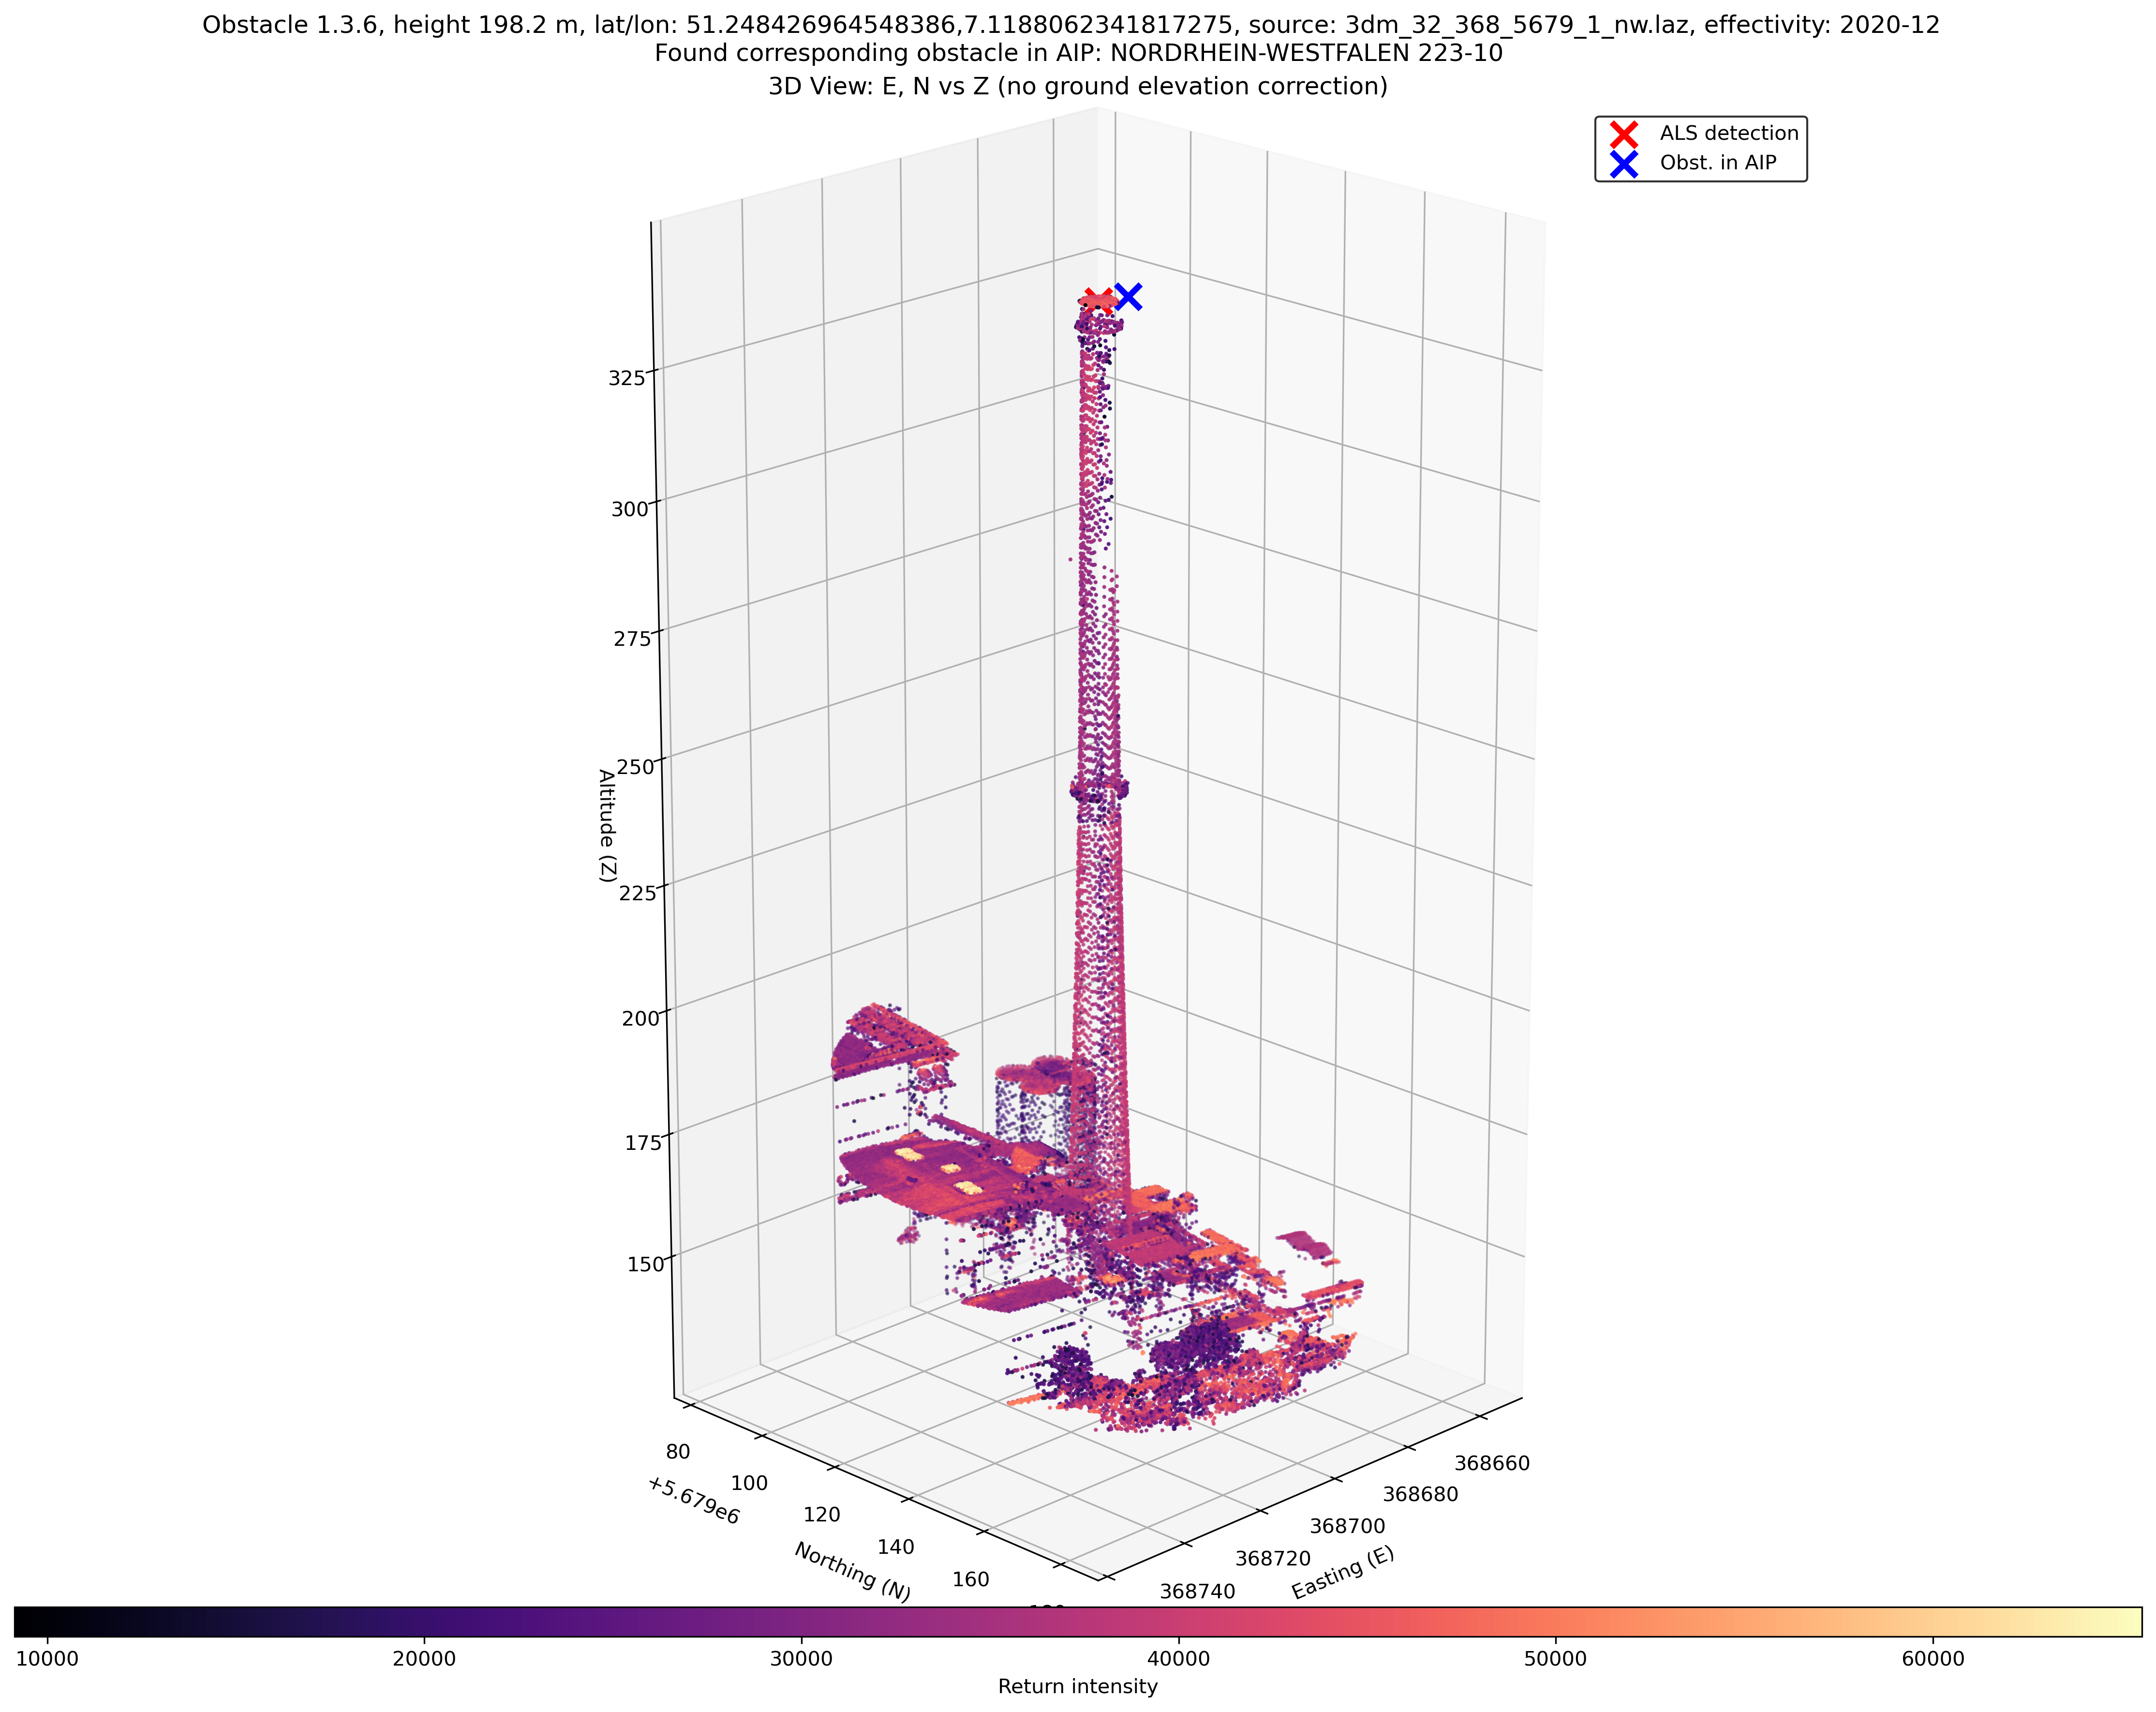 Obstacle 1.3.6, height 198.2 m, lat/lon: 51.248426964548386,7.1188062341817275, source: 3dm_32_368_5679_1_nw.laz, effectivity: 2020-12
Found corresponding obstacle in AIP: NORDRHEIN-WESTFALEN 223-10
3D View: E, N vs Z (no ground elevation correction)
ALS detection
Obst. in AIP
325
300
275
250
225
200
175
150
Altitude (Z)
80
100
120
140
160
+5.679e6
Northing (N)
368660
368680
368700
368720
368740
Easting (E)
10000
20000
30000
40000
50000
60000
Return intensity